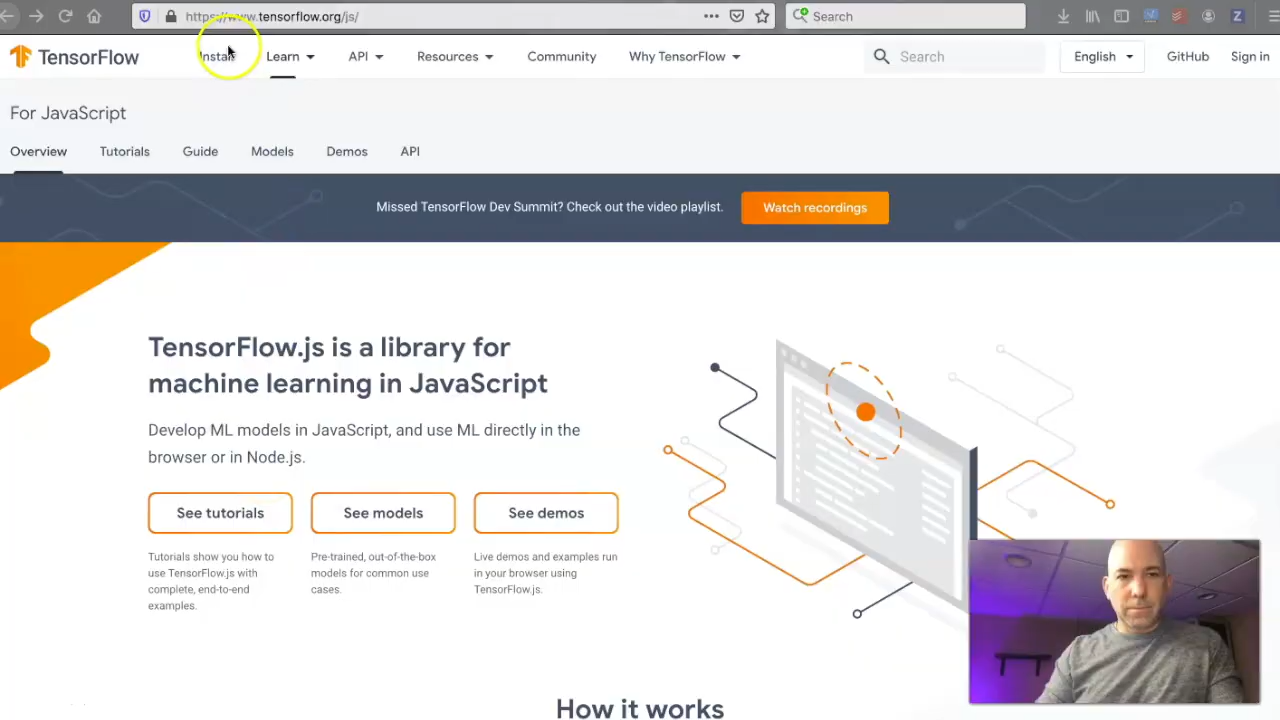 https://www.tensorflow.org/js/
Search
TensorFlow
Install
Learn
API
Resources
Community
Why TensorFlow
Search
English
GitHub
Sign in
For JavaScript
Overview
Tutorials
Guide
Models
Demos
API
Missed TensorFlow Dev Summit? Check out the video playlist.
Watch recordings
TensorFlow.js is a library for
machine learning in JavaScript
Develop ML models in JavaScript, and use ML directly in the
browser or in Node.js.
See tutorials
See models
See demos
Tutorials show you how to
use TensorFlow.js with
complete, end-to-end
examples.
Pre-trained, out-of-the-box
models for common use
cases.
Live demos and examples run
in your browser using
TensorFlow.js.
How it works